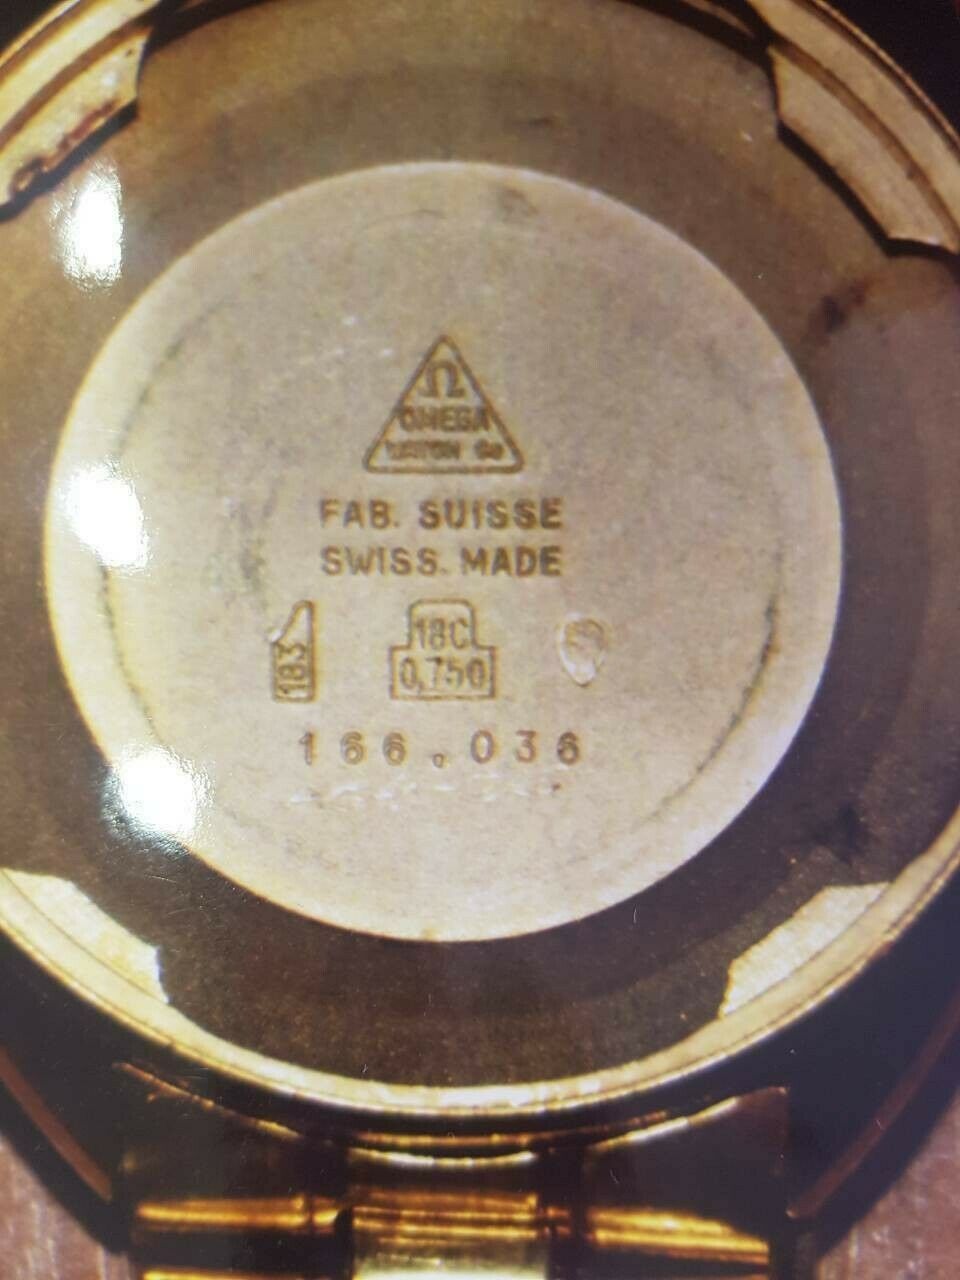 Ω
OMEGA
WATCH Co
FAB. SUISSE
SWISS MADE
183
18C
0,750
166.036